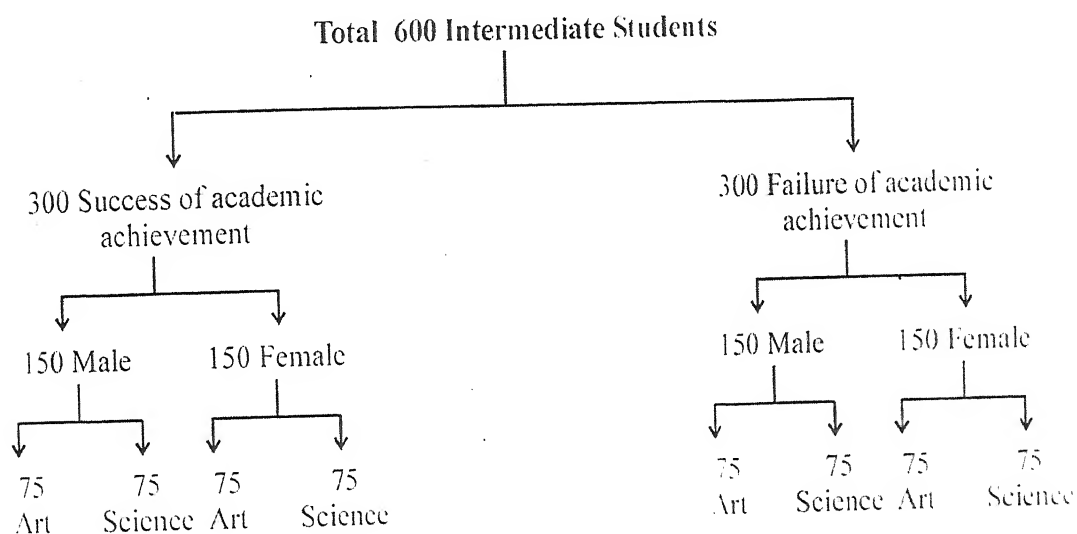 Total 600 Intermediate Students
300 Success of academic
achievement
300 Failure of academic
achievement
150 Male
150 Female
150 Male
150 Female
75
Art
75
Science
75
Art
75
Science
75
Art
75
Science
75
Art
75
Science